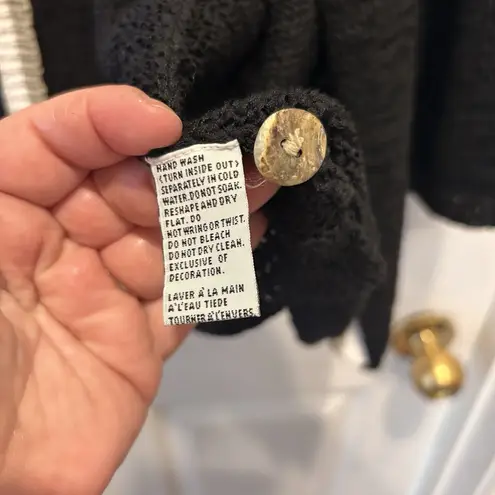 HAND WASH
(TURN INSIDE OUT)
SEPARATELY IN COLD
WATER.DO NOT SOAK.
RESHAPE AND DRY
FLAT. DO
NOT WRING OR TWIST.
DO NOT BLEACH
DO NOT DRY CLEAN.
EXCLUSIVE OF
DECORATION.
LAVER A' LA MAIN
A' L'EAU TIEDE
TOURNER A' L'ENVERS.